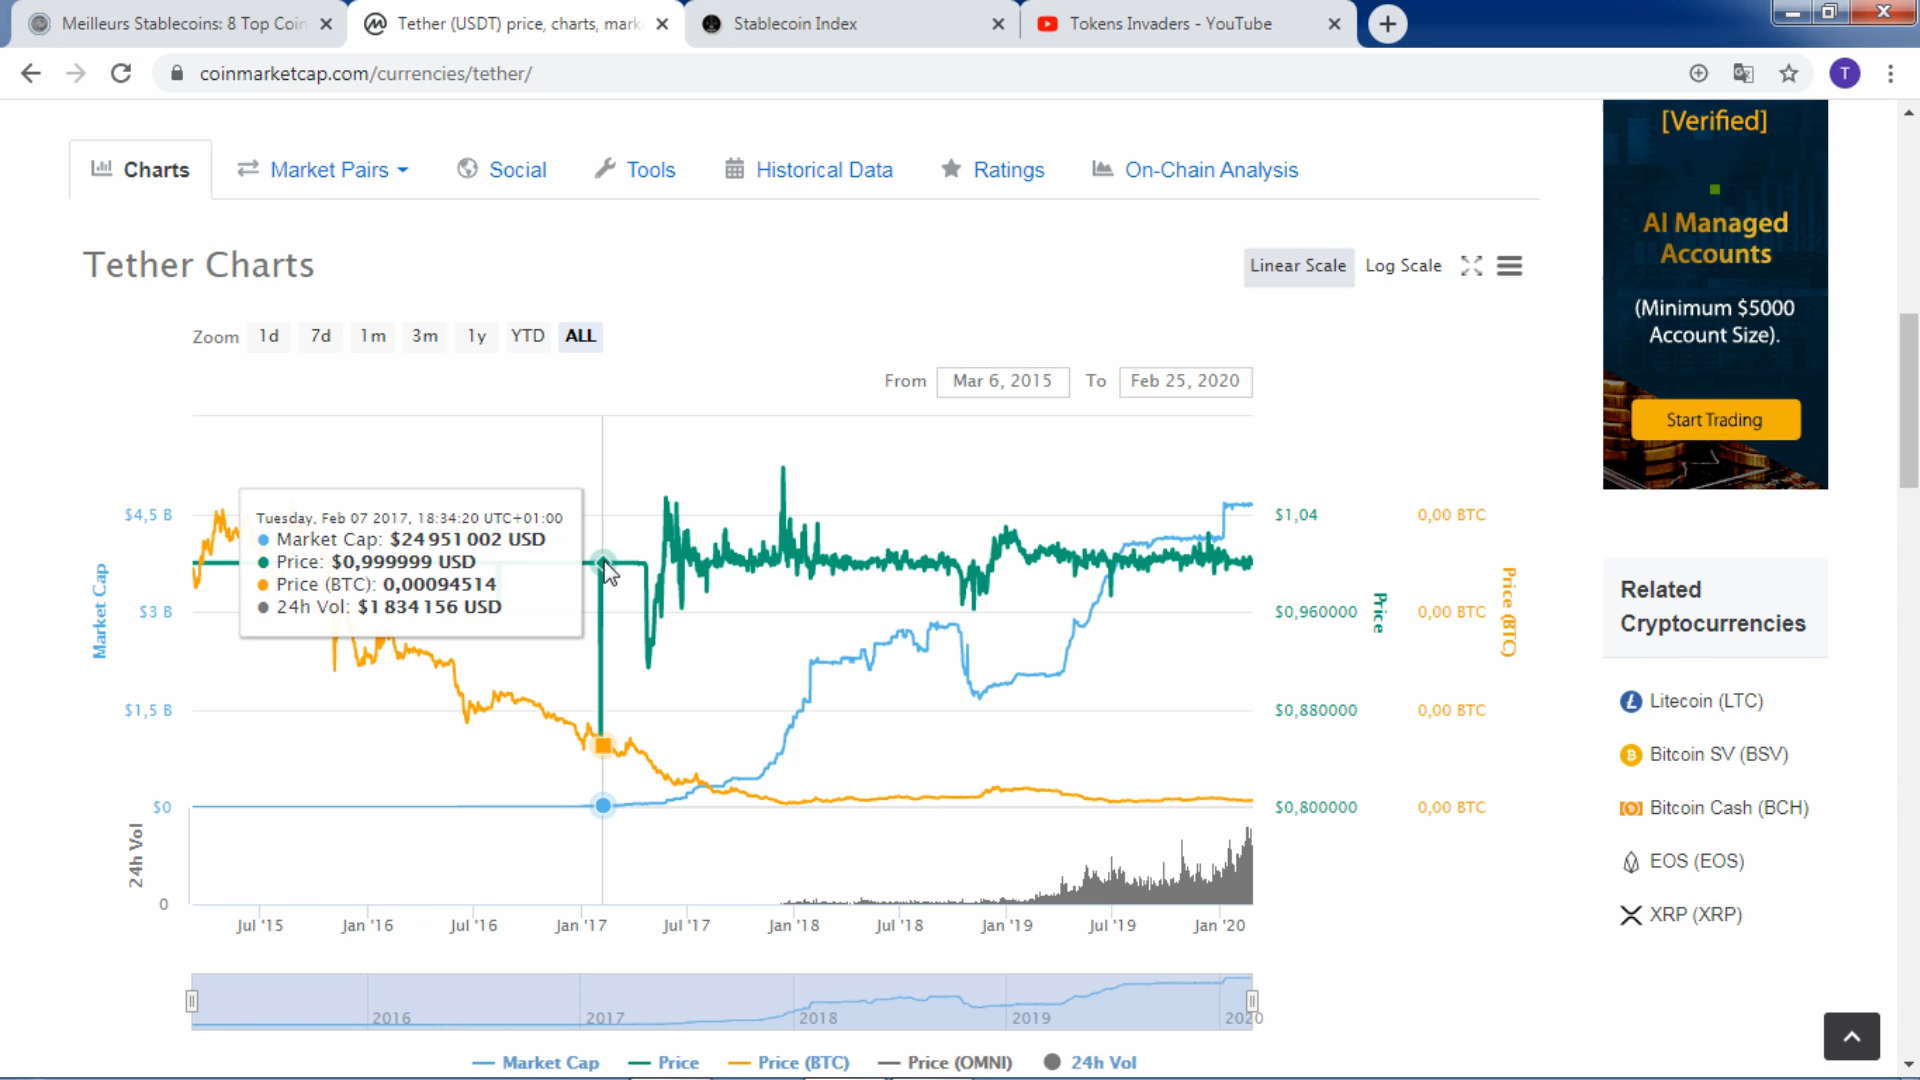 Meilleurs Stablecoins: 8 Top Coin
Tether (USDT) price, charts, mark
Stablecoin Index
Tokens Invaders - YouTube
coinmarketcap.com/currencies/tether/
T
[Verified]
AI Managed
Accounts
(Minimum $5000
Account Size).
Start Trading
Charts
Market Pairs
Social
Tools
Historical Data
Ratings
On-Chain Analysis
Tether Charts
Linear Scale
Log Scale
Zoom
1d
7d
1m
3m
1y
YTD
ALL
From
Mar 6, 2015
To
Feb 25, 2020
Tuesday, Feb 07 2017, 18:34:20 UTC+01:00
Market Cap: $24 951 002 USD
Price: $0,999999 USD
Price (BTC): 0,00094514
24h Vol: $1 834 156 USD
Market Cap
$4,5 B
$3 B
$1,5 B
$0
$1,04
$0,960000
$0,880000
$0,800000
Price
0,00 BTC
0,00 BTC
0,00 BTC
0,00 BTC
Price (BTC)
24h Vol
0
Jul '15
Jan '16
Jul '16
Jan '17
Jul '17
Jan '18
Jul '18
Jan '19
Jul '19
Jan '20
2016
2017
2018
2019
2020
Market Cap
Price
Price (BTC)
Price (OMNI)
24h Vol
Related
Cryptocurrencies
Litecoin (LTC)
Bitcoin SV (BSV)
Bitcoin Cash (BCH)
EOS (EOS)
XRP (XRP)